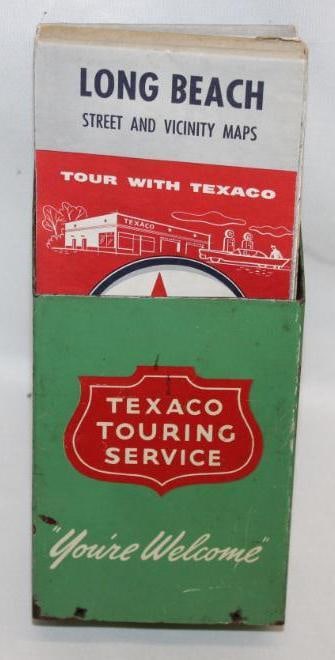 LONG BEACH
STREET AND VICINITY MAPS
TOUR WITH TEXACO
TEXACO
TEXACO
TOURING
SERVICE
"You're Welcome"